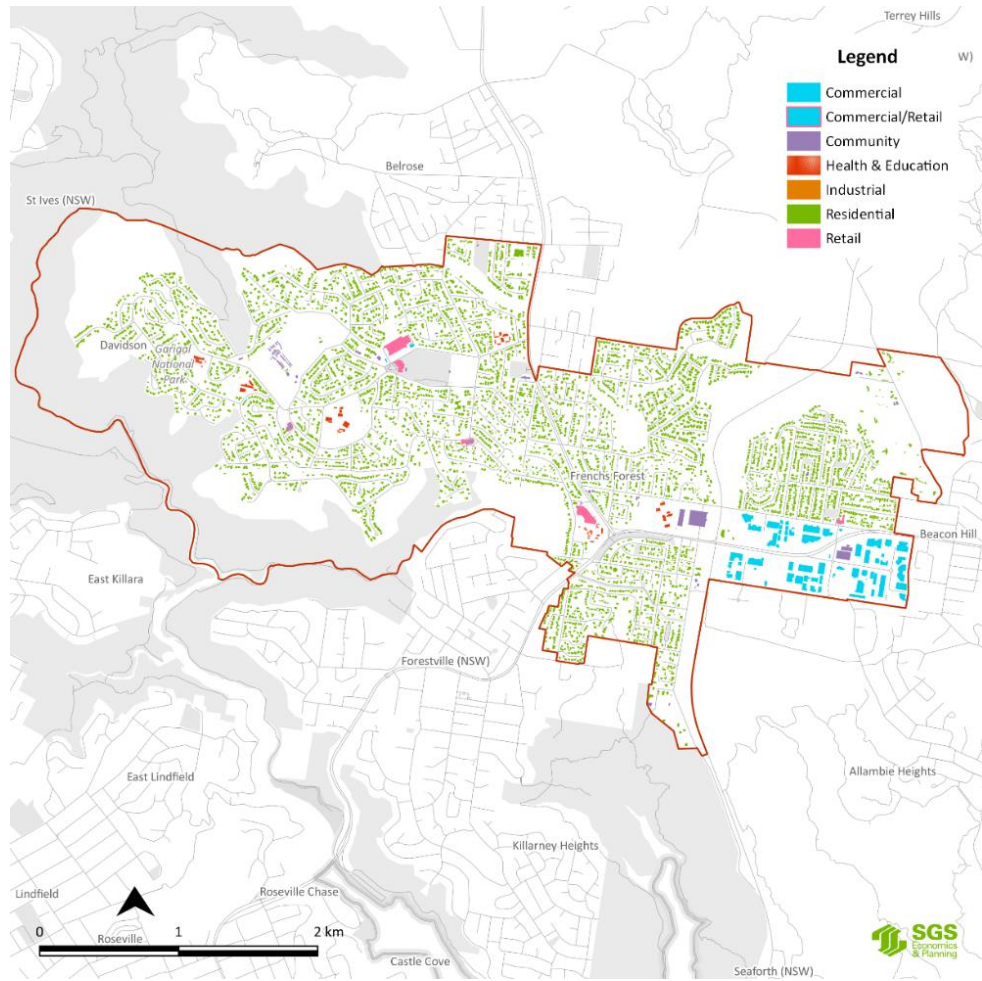 Terrey Hills
Legend
W)
Commercial
Commercial/Retail
Community
Health & Education
Industrial
Residential
Retail
Belrose
St Ives (NSW)
Davidson
Garigal
National
Park
Frenchs Forest
Beacon Hill
East Killara
Forestville (NSW)
East Lindfield
Allambie Heights
Killarney Heights
Lindfield
Roseville Chase
0 1 2 km
Roseville
Castle Cove
SGS
Economics
& Planning
Seaforth (NSW)